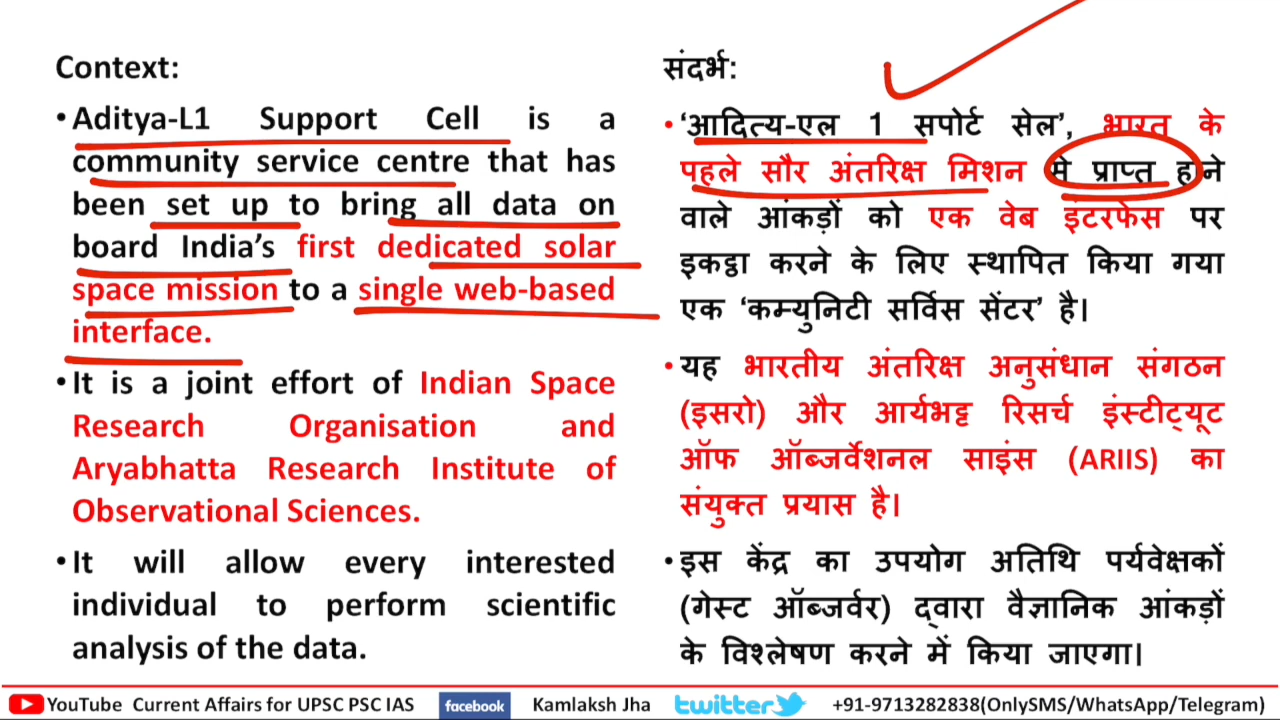 Context:
•Aditya-L1 Support Cell is a
community service centre that has
been set up to bring all data on
board India's first dedicated solar
space mission to a single web-based
interface.
•It is a joint effort of Indian Space
Research Organisation and
Aryabhatta Research Institute of
Observational Sciences.
•It will allow every interested
individual to perform scientific
analysis of the data.
संदर्भ:
•'आदित्य-एल 1 सपोर्ट सेल', भारत के
पहले सौर अंतरिक्ष मिशन मे प्राप्त होने
वाले आंकड़ों को एक वेब इंटरफेस पर
इकट्ठा करने के लिए स्थापित किया गया
एक 'कम्युनिटी सर्विस सेंटर' है।
•यह भारतीय अंतरिक्ष अनुसंधान संगठन
(इसरो) और आर्यभट्ट रिसर्च इंस्टीट्यूट
ऑफ ऑब्जर्वेशनल साइंस (ARIIS) का
संयुक्त प्रयास है।
•इस केंद्र का उपयोग अतिथि पर्यवेक्षकों
(गेस्ट ऑब्जर्वर) द्वारा वैज्ञानिक आंकड़ों
के विश्लेषण करने में किया जाएगा।
YouTube Current Affairs for UPSC PSC IAS facebook Kamlaksh Jha twitter +91-9713282838(OnlySMS/WhatsApp/Telegram)